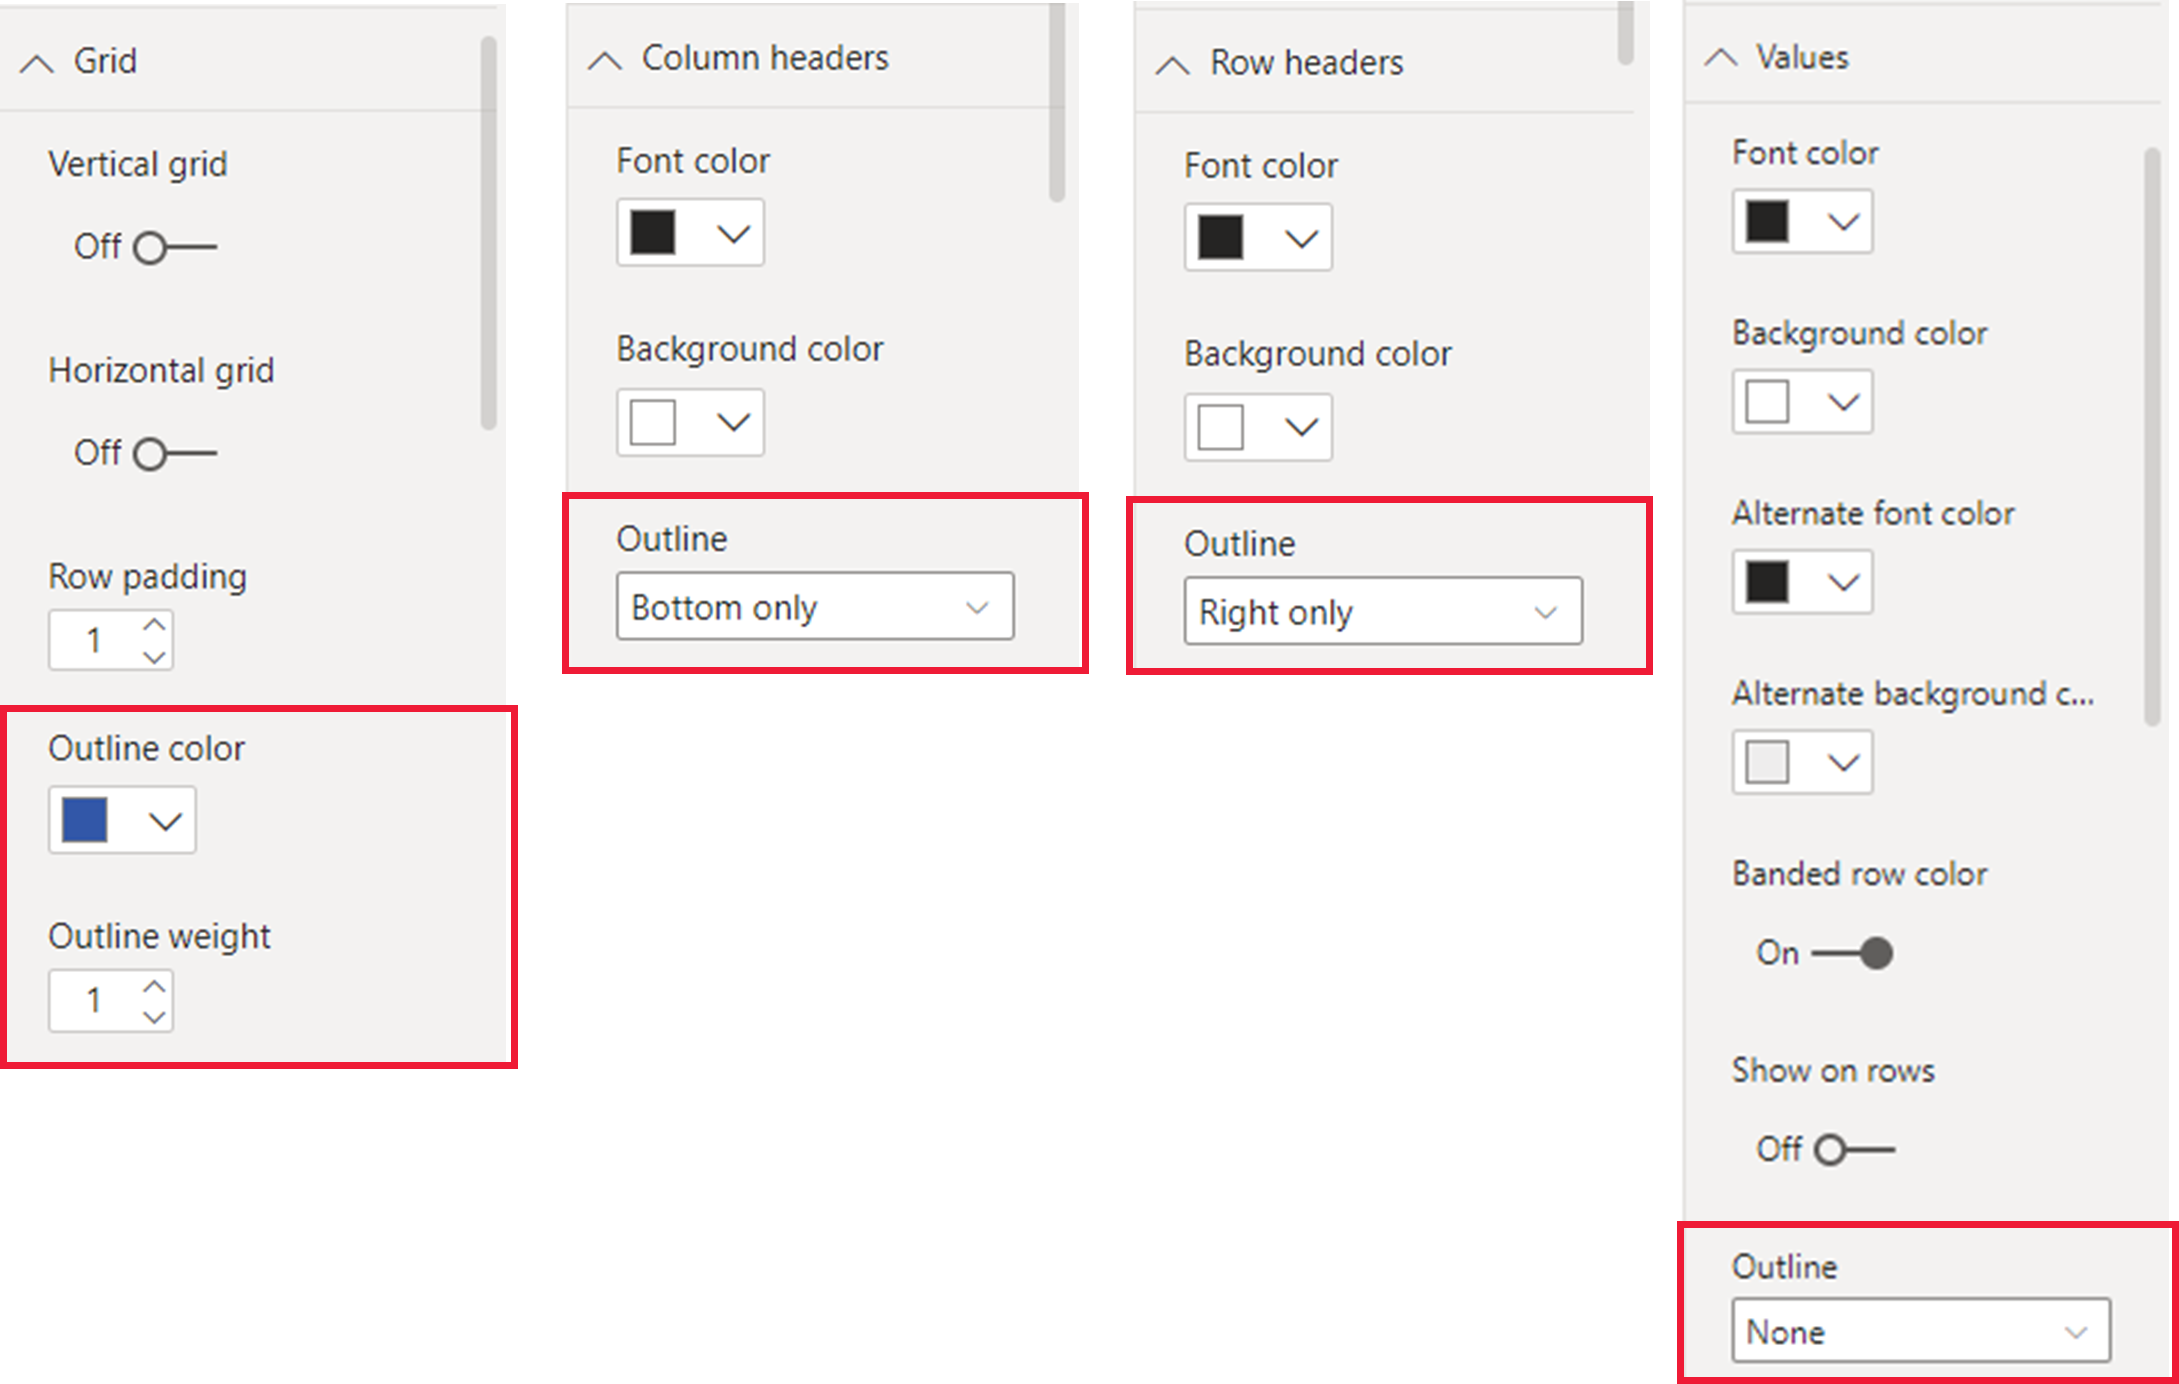 Grid
Vertical grid
Off
Horizontal grid
Off
Row padding
1
Outline color
Outline weight
1
Column headers
Font color
Background color
Outline
Bottom only
Row headers
Font color
Background color
Outline
Right only
Values
Font color
Background color
Alternate font color
Alternate background c...
Banded row color
On
Show on rows
Off
Outline
None